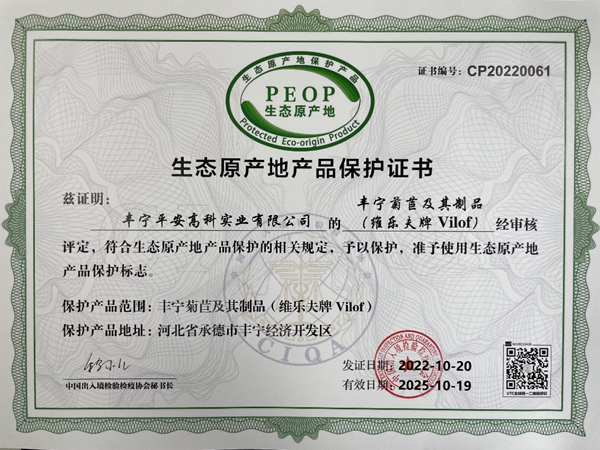 生态原产地保护产品
PEOP
生态原产地
Protected Eco-origin Product
证书编号：CP20220061
生态原产地产品保护证书
兹证明：
丰宁平安高科实业有限公司 的 丰宁菊苣及其制品（维乐夫牌 Vilof） 经审核
评定，符合生态原产地产品保护的相关规定，予以保护，准予使用生态原产地
产品保护标志。
保护产品范围：丰宁菊苣及其制品（维乐夫牌 Vilof）
保护产品地址：河北省承德市丰宁经济开发区
CIQA
发证日期：2022-10-20
有效日期：2025-10-19
中国出入境检验检疫协会秘书长